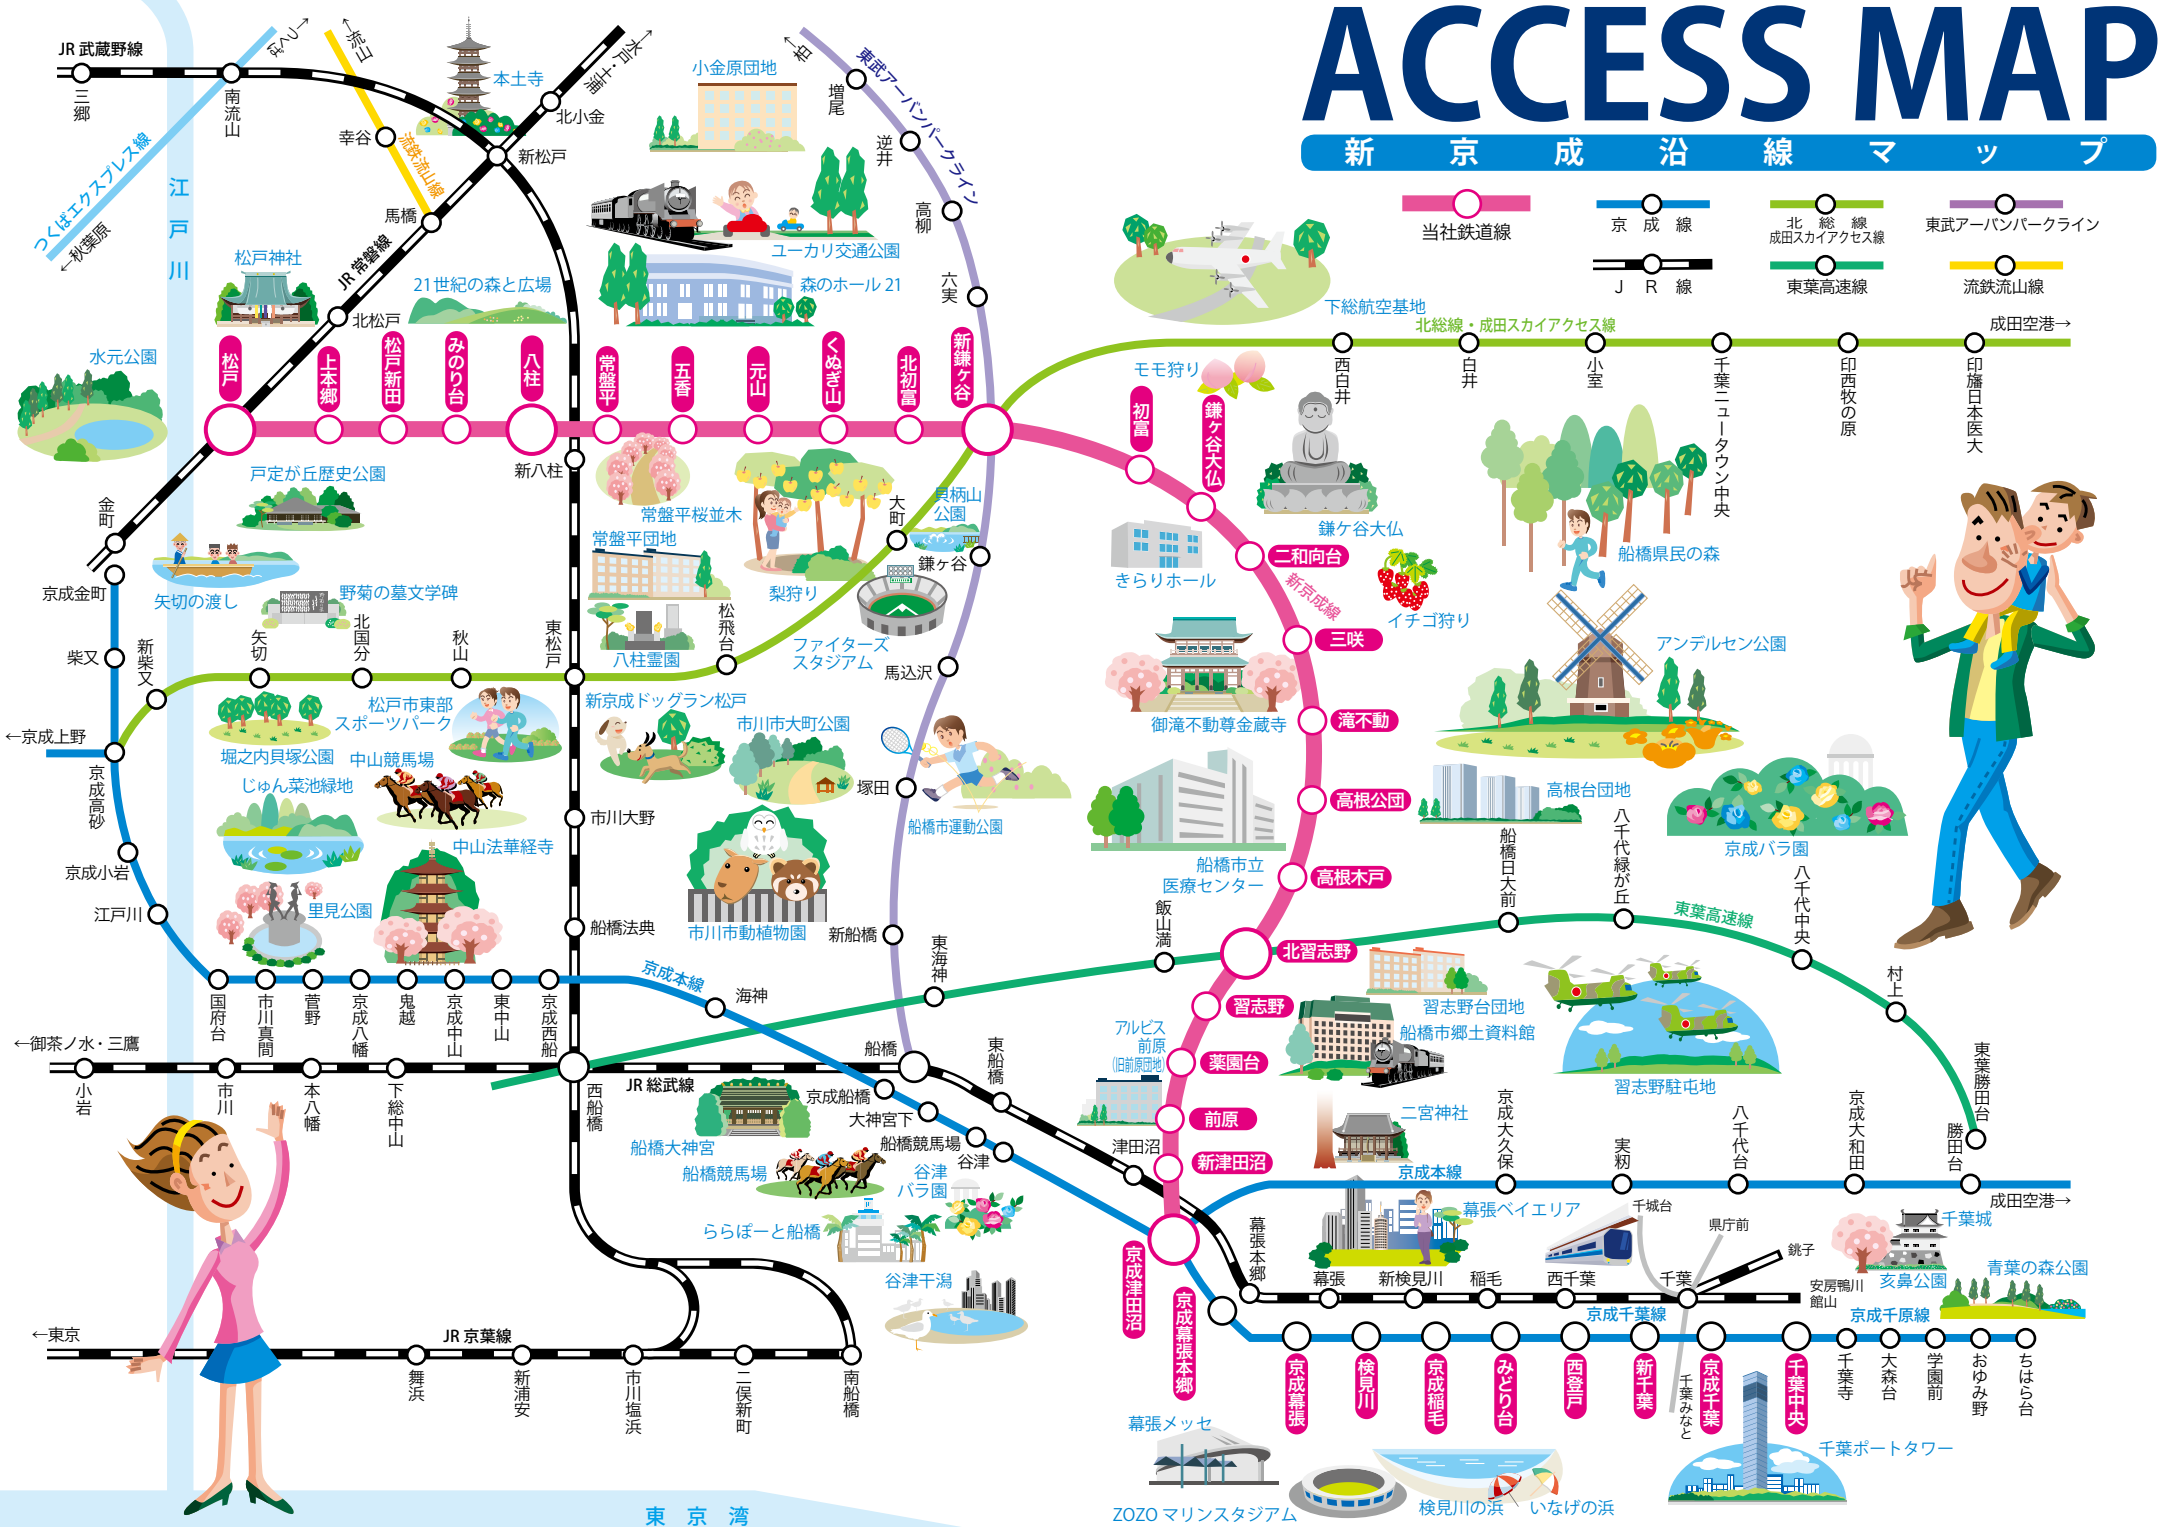 ACCESS MAP
新京成沿線マップ
当社鉄道線
京成線
北総線
成田スカイアクセス線
東武アーバンパークライン
JR線
東葉高速線
流鉄流山線
JR 武蔵野線
三郷
南流山
→つくば
←流山
本土寺
水戸・土浦→
北小金
幸谷
流鉄流山線
新松戸
馬橋
つくばエクスプレス線
←秋葉原
江戸川
JR 常磐線
松戸神社
北松戸
21世紀の森と広場
小金原団地
←柏
東武アーバンパークライン
増尾
逆井
高柳
六実
ユーカリ交通公園
森のホール21
下総航空基地
北総線・成田スカイアクセス線
成田空港→
西白井
白井
小室
千葉ニュータウン中央
印西牧の原
印旛日本医大
水元公園
松戸
上本郷
松戸新田
みのり台
八柱
常盤平
五香
元山
くぬぎ山
北初富
新鎌ヶ谷
初富
鎌ヶ谷大仏
モモ狩り
新八柱
戸定が丘歴史公園
金町
常盤平桜並木
常盤平団地
大町
貝柄山
公園
鎌ヶ谷
きらりホール
鎌ケ谷大仏
二和向台
船橋県民の森
京成金町
矢切の渡し
野菊の墓文学碑
梨狩り
新京成線
イチゴ狩り
柴又
新柴又
矢切
北国分
秋山
東松戸
八柱霊園
松飛台
ファイターズ
スタジアム
馬込沢
三咲
アンデルセン公園
松戸市東部
スポーツパーク
新京成ドッグラン松戸
市川市大町公園
御滝不動尊金蔵寺
滝不動
←京成上野
京成高砂
堀之内貝塚公園
中山競馬場
じゅん菜池緑地
塚田
船橋市運動公園
高根公団
高根台団地
京成バラ園
市川大野
中山法華経寺
京成小岩
江戸川
里見公園
船橋法典
市川市動植物園
新船橋
船橋市立
医療センター
高根木戸
船橋日大前
八千代緑が丘
八千代中央
東葉高速線
飯山満
東海神
北習志野
村上
国府台
市川真間
菅野
京成八幡
鬼越
京成中山
東中山
京成西船
京成本線
海神
習志野
習志野台団地
船橋市郷土資料館
習志野駐屯地
東葉勝田台
←御茶ノ水・三鷹
小岩
市川
本八幡
下総中山
西船橋
JR 総武線
船橋
東船橋
アルビス
前原
(旧前原団地)
薬園台
京成船橋
大神宮下
船橋競馬場
谷津
船橋大神宮
船橋競馬場
谷津
バラ園
津田沼
前原
新津田沼
二宮神社
京成本線
京成大久保
実籾
八千代台
京成大和田
勝田台
成田空港→
ららぽーと船橋
谷津干潟
京成津田沼
幕張本郷
京成幕張本郷
幕張ベイエリア
千城台
県庁前
銚子
千葉城
亥鼻公園
青葉の森公園
幕張
新検見川
稲毛
西千葉
千葉
安房鴨川
館山
京成千葉線
京成千原線
←東京
JR 京葉線
舞浜
新浦安
市川塩浜
二俣新町
南船橋
京成幕張
検見川
京成稲毛
みどり台
西登戸
新千葉
千葉みなと
京成千葉
千葉中央
千葉寺
大森台
学園前
おゆみ野
ちはら台
幕張メッセ
ZOZOマリンスタジアム
検見川の浜
いなげの浜
千葉ポートタワー
東京湾